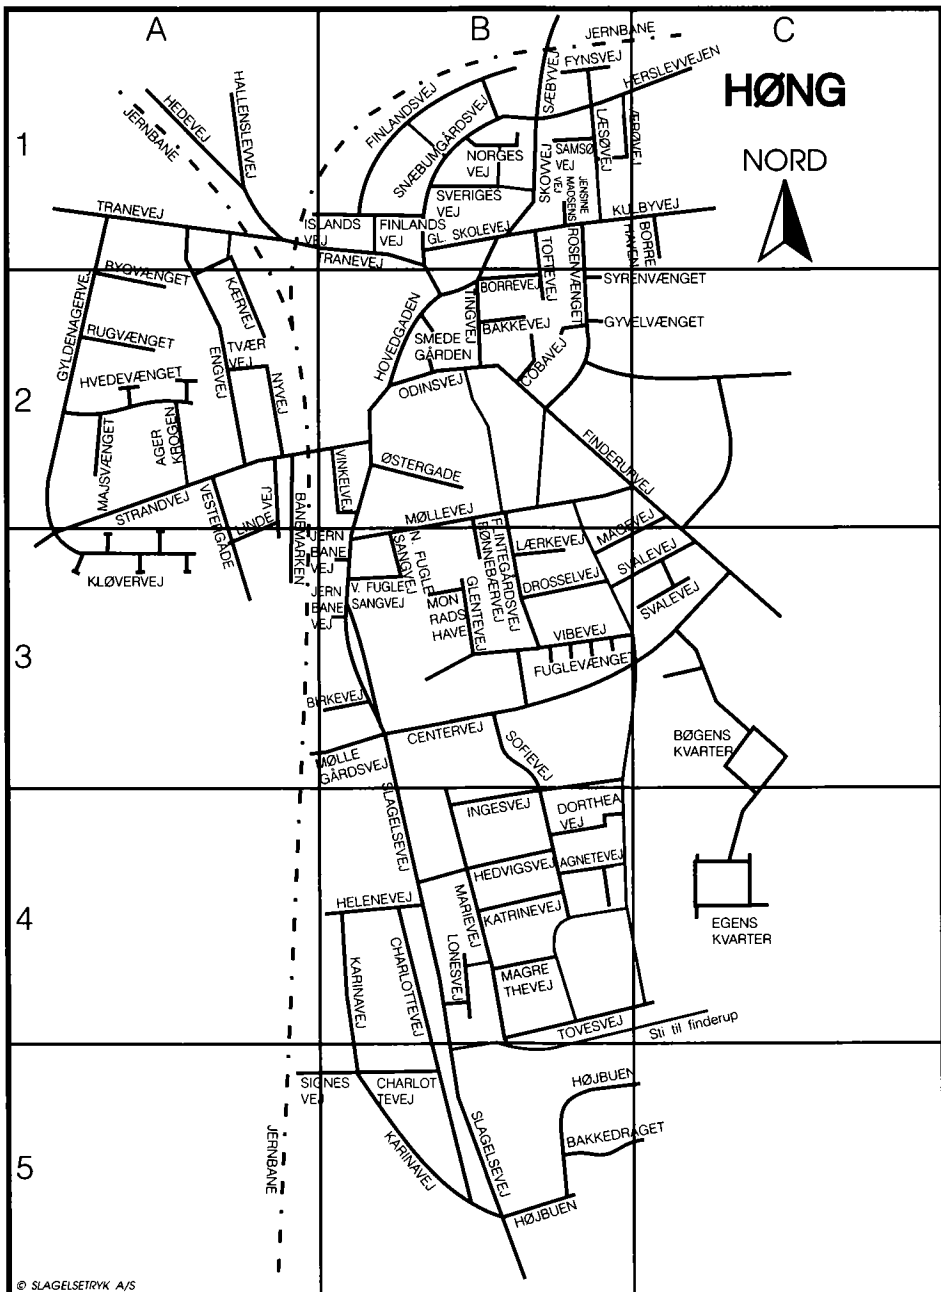 A
B
C
HØNG
NORD
1
2
3
4
5
JERNBANE
FYNSVEJ
HERSLEVVEJEN
SÆBYVEJ
HALLENSLEVVEJ
HEDEVEJ
JERNBANE
FINLANDSVEJ
SNÆBUMGÅRDSVEJ
NORGES
VEJ
SVERIGES
VEJ
SKOVVEJ
SAMSØ
VEJ
JENSINE
MADSENS
VEJ
LÆSØVEJ
ÆRØVEJ
TRANEVEJ
ISLANDS
VEJ
FINLANDS
VEJ
GL. SKOLEVEJ
KULBYVEJ
TRANEVEJ
TOFTEVEJ
ROSENVÆNGET
BORRE
HAVEN
GYLDENAGERVEJ
BYGVÆNGET
KÆRVEJ
RUGVÆNGET
TVÆR
VEJ
ENGVEJ
NYVEJ
HVEDEVÆNGET
MAJSVÆNGET
AGER
KROGEN
HOVEDGADEN
SMEDE
GÅRDEN
TINGVEJ
BORREVEJ
BAKKEVEJ
COBAVEJ
SYRENVÆNGET
GYVELVÆNGET
ODINSVEJ
FINDERUPVEJ
STRANDVEJ
VESTERGADE
LINDE
VEJ
BANEMARKEN
VINKELVEJ
ØSTERGADE
MØLLEVEJ
KLØVERVEJ
JERN
BANE
VEJ
JERN
BANE
VEJ
V. FUGLE
SANGVEJ
N. FUGLE
SANGVEJ
MON
RADS
HAVE
GLENTEVEJ
RØNNEBÆRVEJ
FLINTEGÅRDSVEJ
LÆRKEVEJ
DROSSELVEJ
MAGEVEJ
SVALEVEJ
SVALEVEJ
VIBEVEJ
FUGLEVÆNGET
BIRKEVEJ
CENTERVEJ
SOFIEVEJ
MØLLE
GÅRDSVEJ
SLAGELSEVEJ
BØGENS
KVARTER
INGESVEJ
DORTHEA
VEJ
HEDVIGSVEJ
AGNETEVEJ
HELENEVEJ
MARIEVEJ
KATRINEVEJ
EGENS
KVARTER
KARINAVEJ
CHARLOTTEVEJ
LONESVEJ
MAGRE
THEVEJ
TOVESVEJ
Sti til finderup
SIGNES
VEJ
CHARLOT
TEVEJ
HØJBUEN
BAKKEDRAGET
JERNBANE
KARINAVEJ
SLAGELSEVEJ
HØJBUEN
© SLAGELSETRYK A/S